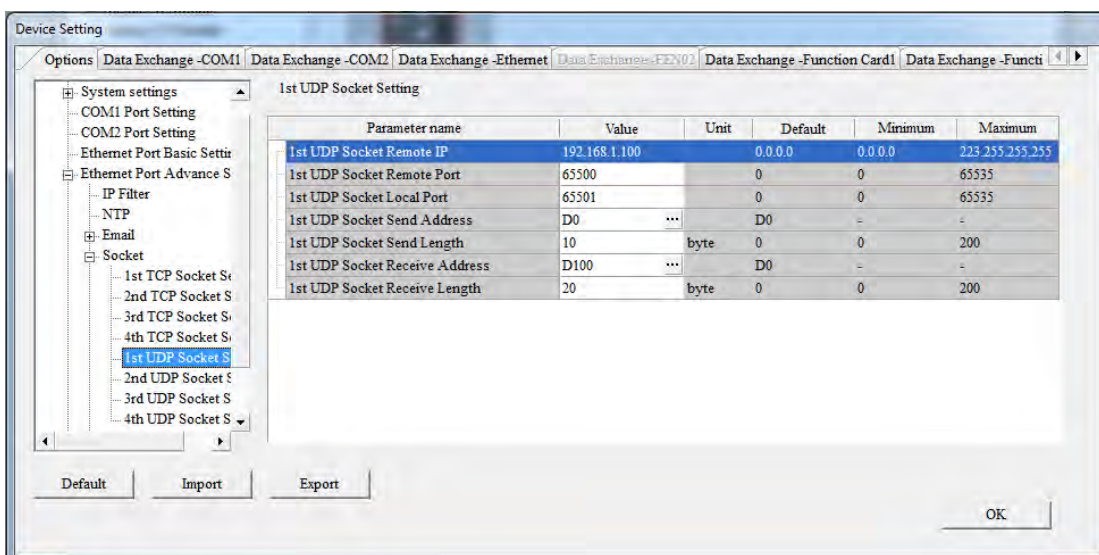 Device Setting
Options Data Exchange -COM1 Data Exchange -COM2 Data Exchange -Ethernet Data Exchange -FEN02 Data Exchange -Function Card1 Data Exchange -Functi
System settings
COM1 Port Setting
COM2 Port Setting
Ethernet Port Basic Settin
Ethernet Port Advance S
IP Filter
NTP
Email
Socket
1st TCP Socket Se
2nd TCP Socket S
3rd TCP Socket S
4th TCP Socket S
1st UDP Socket S
2nd UDP Socket S
3rd UDP Socket S
4th UDP Socket S
1st UDP Socket Setting
Parameter name Value Unit Default Minimum Maximum
1st UDP Socket Remote IP 192.168.1.100 0.0.0.0 0.0.0.0 223.255.255.255
1st UDP Socket Remote Port 65500 0 0 65535
1st UDP Socket Local Port 65501 0 0 65535
1st UDP Socket Send Address D0 ... D0 - -
1st UDP Socket Send Length 10 byte 0 0 200
1st UDP Socket Receive Address D100 ... D0 - -
1st UDP Socket Receive Length 20 byte 0 0 200
Default Import Export
OK